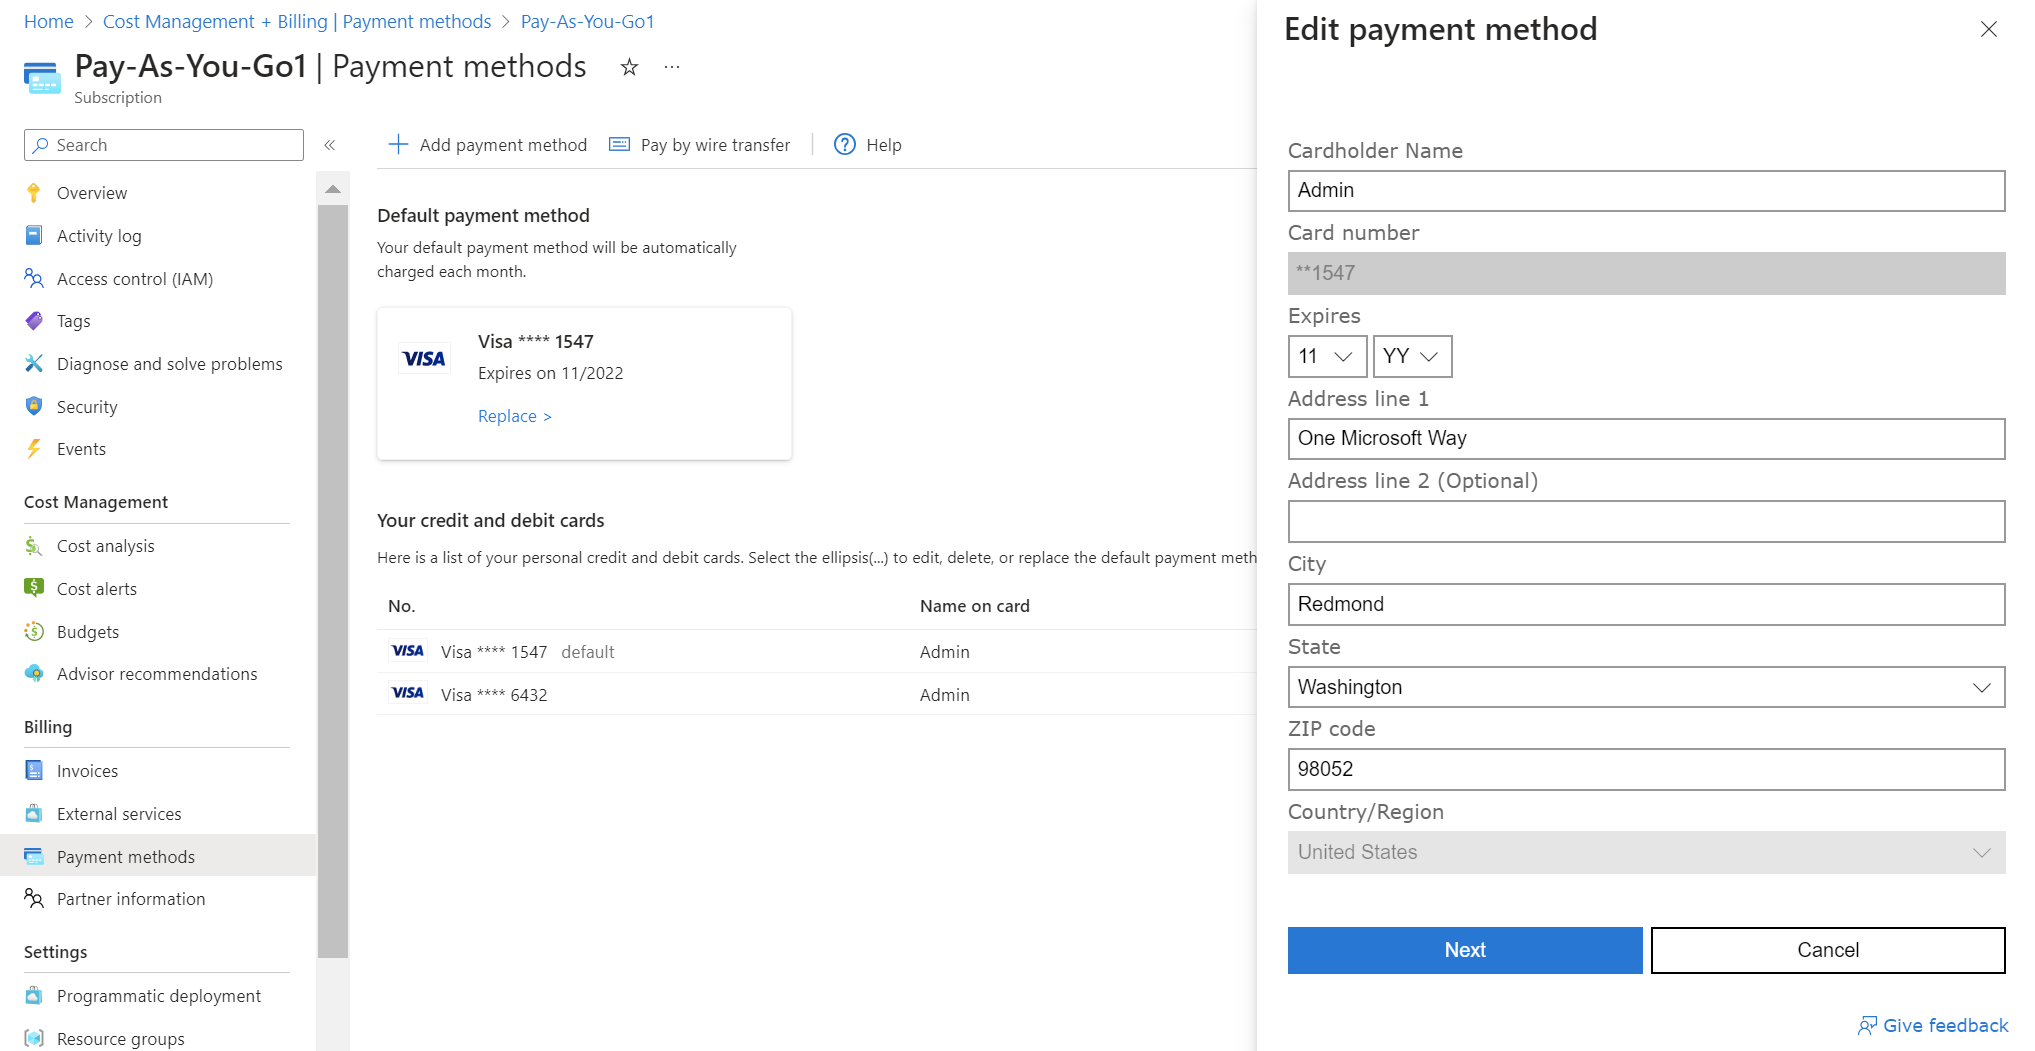 Home > Cost Management + Billing | Payment methods > Pay-As-You-Go1
Pay-As-You-Go1 | Payment methods
Subscription
Search
Overview
Activity log
Access control (IAM)
Tags
Diagnose and solve problems
Security
Events
Cost Management
Cost analysis
Cost alerts
Budgets
Advisor recommendations
Billing
Invoices
External services
Payment methods
Partner information
Settings
Programmatic deployment
Resource groups
Add payment method
Pay by wire transfer
Help
Default payment method
Your default payment method will be automatically
charged each month.
VISA
Visa **** 1547
Expires on 11/2022
Replace >
Your credit and debit cards
Here is a list of your personal credit and debit cards. Select the ellipsis(...) to edit, delete, or replace the default payment meth
No. Name on card
VISA Visa **** 1547 default Admin
VISA Visa **** 6432 Admin
Edit payment method
Cardholder Name
Admin
Card number
**1547
Expires
11 YY
Address line 1
One Microsoft Way
Address line 2 (Optional)
City
Redmond
State
Washington
ZIP code
98052
Country/Region
United States
Next
Cancel
Give feedback